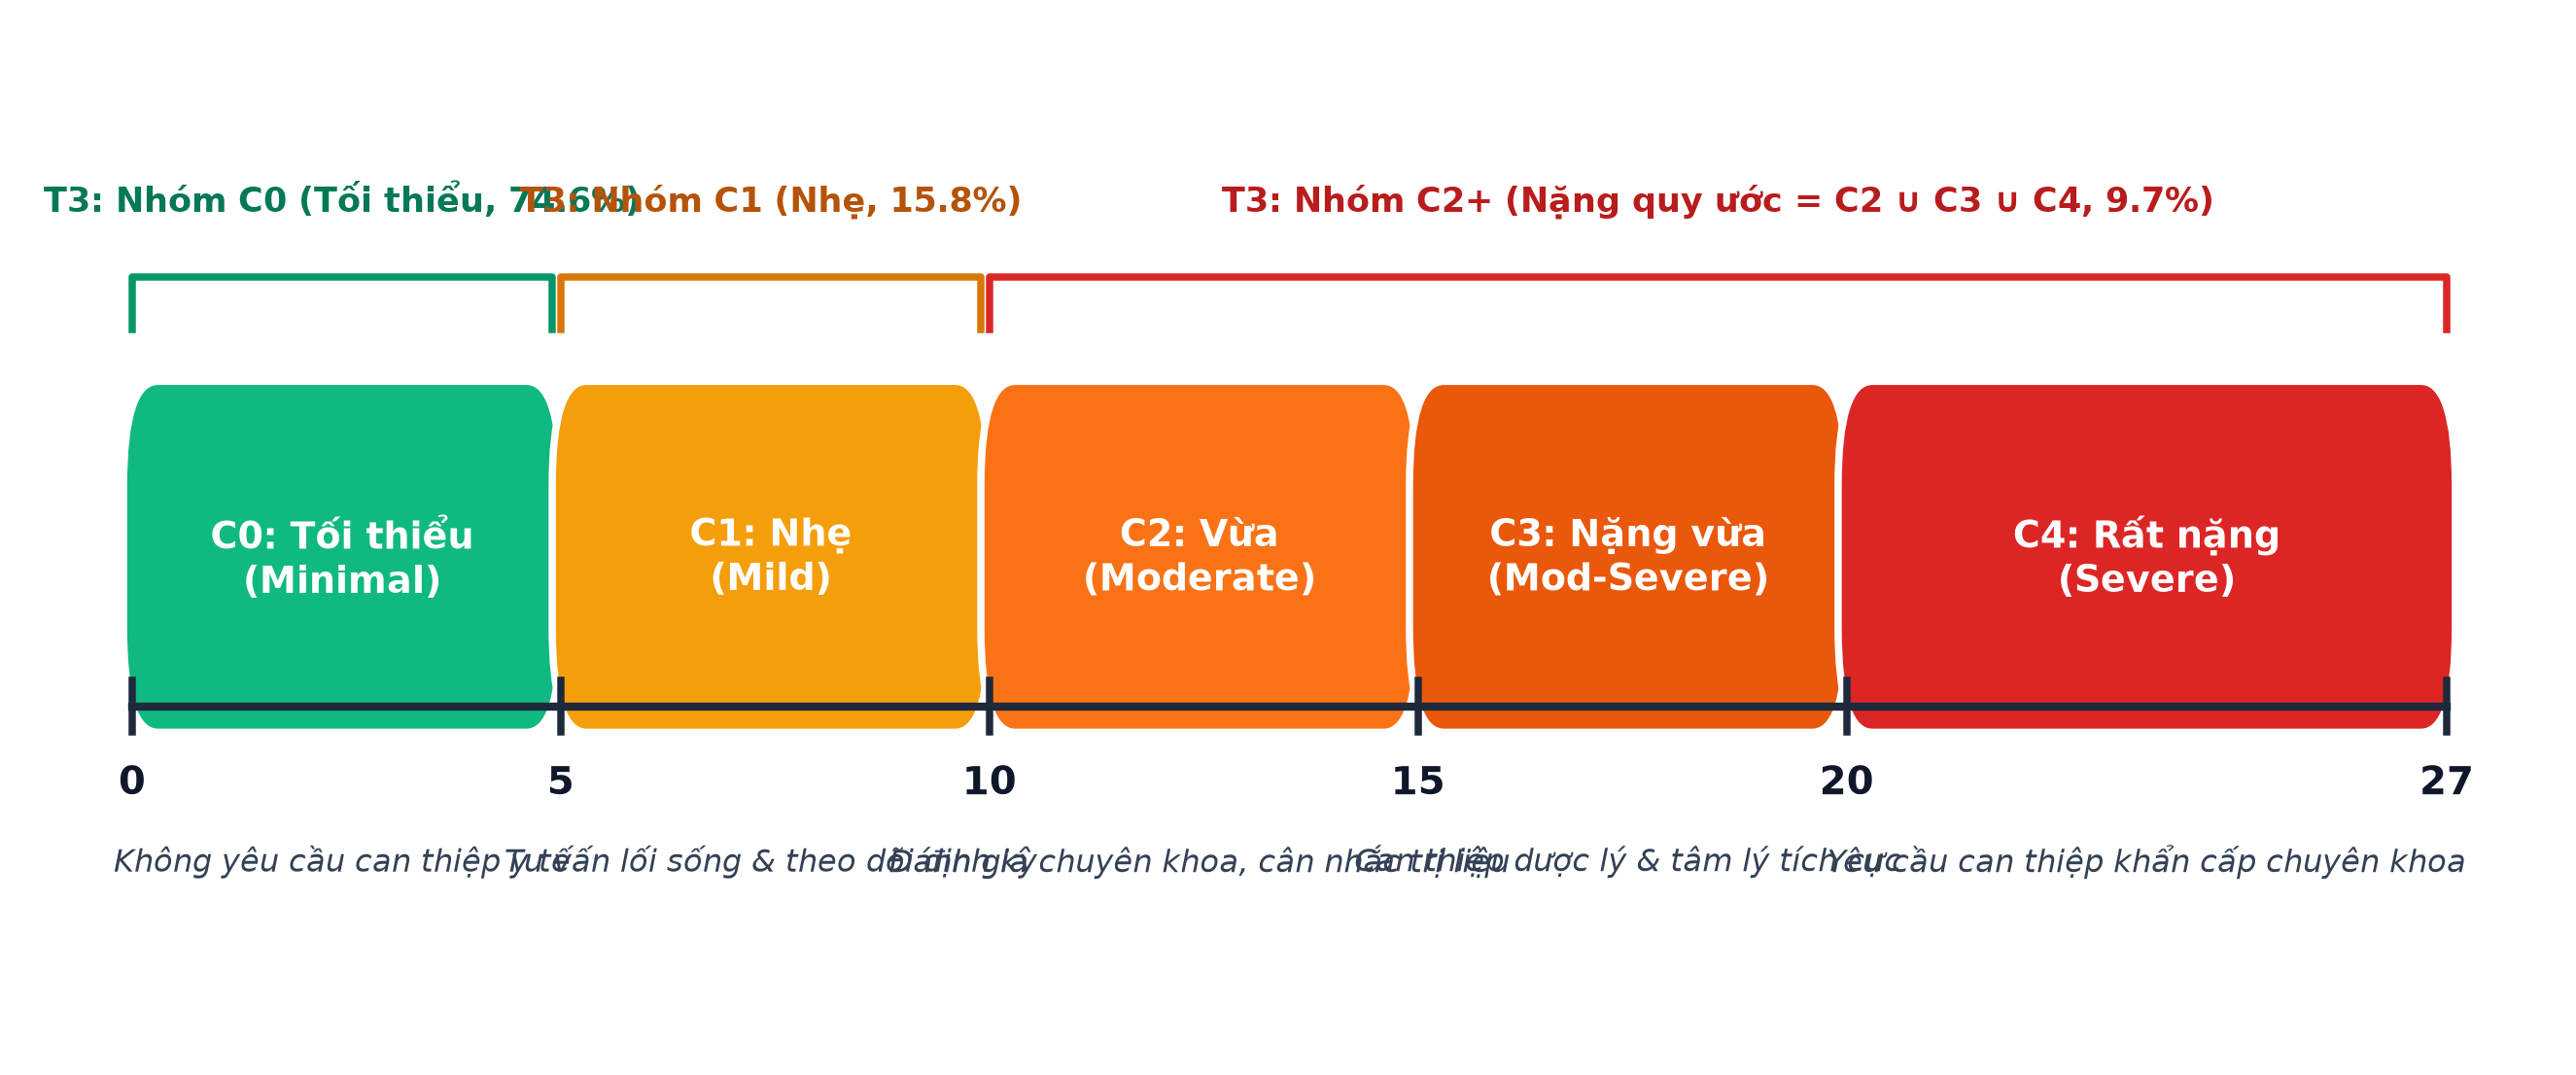 T3: Nhóm C0 (Tối thiểu, 74.6%)
T3: Nhóm C1 (Nhẹ, 15.8%)
T3: Nhóm C2+ (Nặng quy ước = C2 ∪ C3 ∪ C4, 9.7%)
C0: Tối thiểu
(Minimal)
C1: Nhẹ
(Mild)
C2: Vừa
(Moderate)
C3: Nặng vừa
(Mod-Severe)
C4: Rất nặng
(Severe)
0
5
10
15
20
27
Không yêu cầu can thiệp y tế
Tư vấn lối sống & theo dõi định kỳ
Đánh giá chuyên khoa, cân nhắc trị liệu
Can thiệp dược lý & tâm lý tích cực
Yêu cầu can thiệp khẩn cấp chuyên khoa